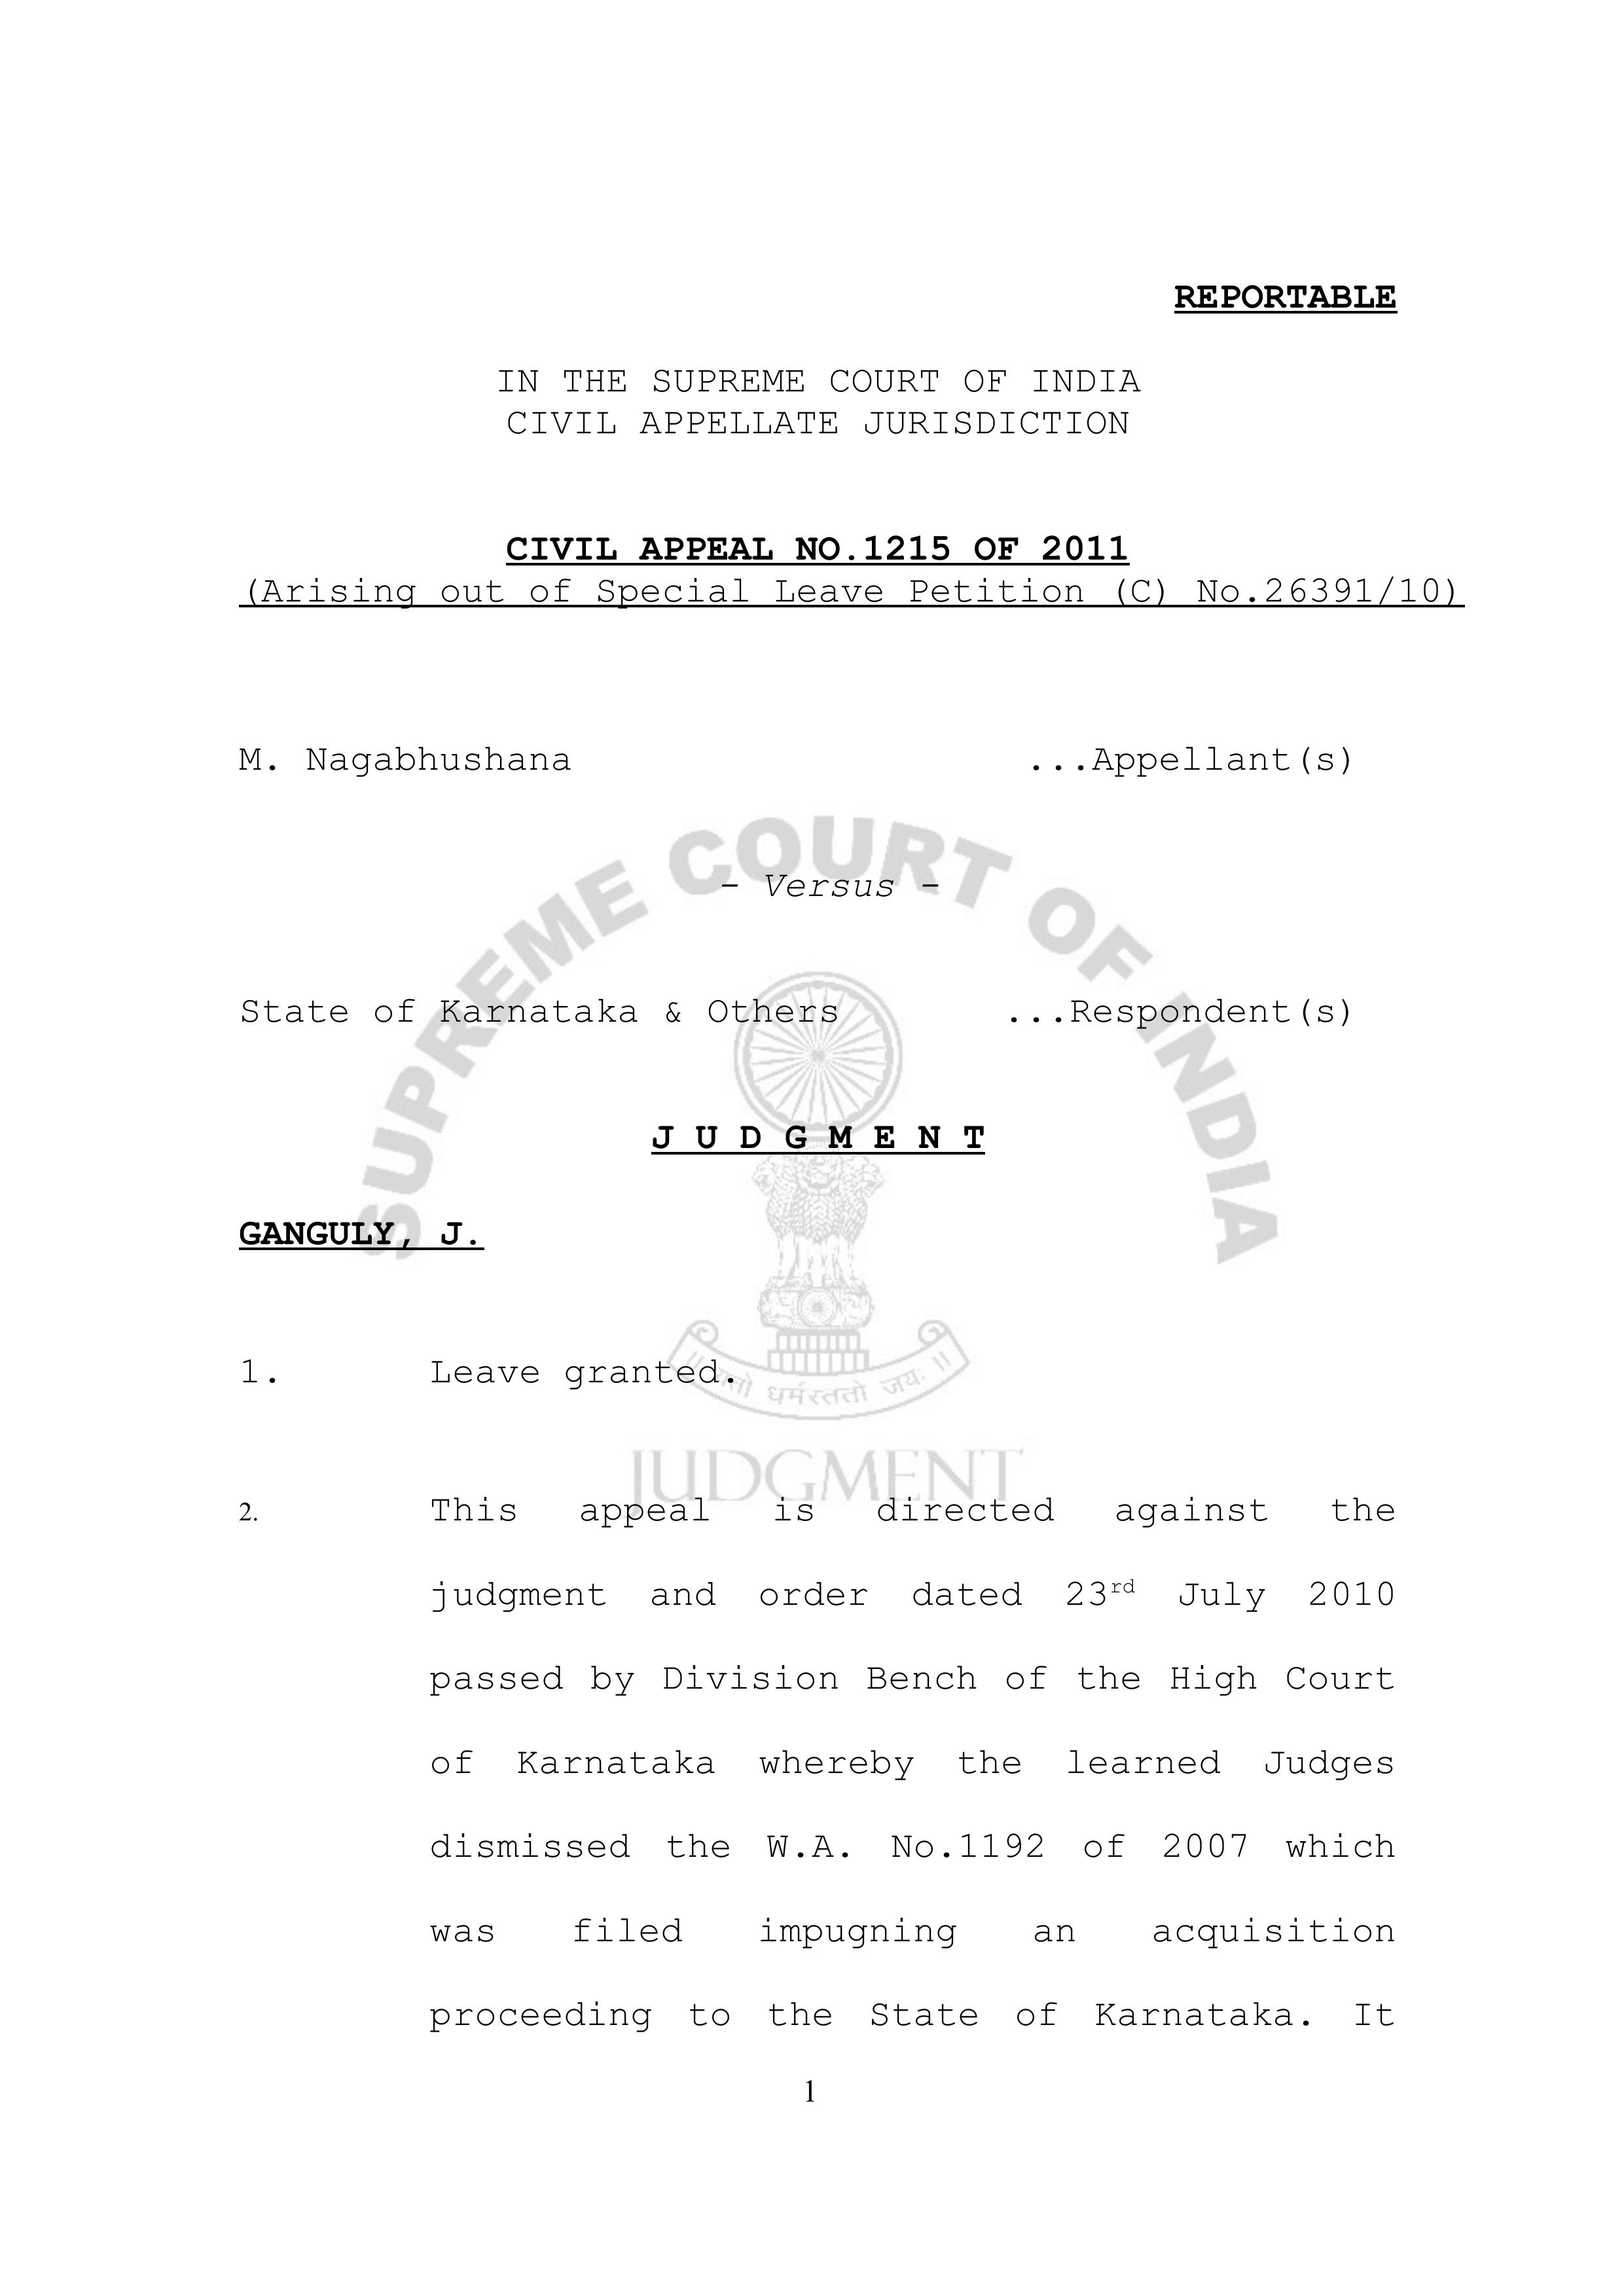 REPORTABLE
IN THE SUPREME COURT OF INDIA
CIVIL APPELLATE JURISDICTION
CIVIL APPEAL NO.1215 OF 2011
(Arising out of Special Leave Petition (C) No.26391/10)
M. Nagabhushana ...Appellant(s)
SUPREME COURT OF INDIA
- Versus -
State of Karnataka & Others ...Respondent(s)
J U D G M E N T
GANGULY, J.
1. Leave granted.
॥ यतो धर्मस्ततो जयः ॥
JUDGMENT
2. This appeal is directed against the
judgment and order dated 23rd July 2010
passed by Division Bench of the High Court
of Karnataka whereby the learned Judges
dismissed the W.A. No.1192 of 2007 which
was filed impugning an acquisition
proceeding to the State of Karnataka. It
1